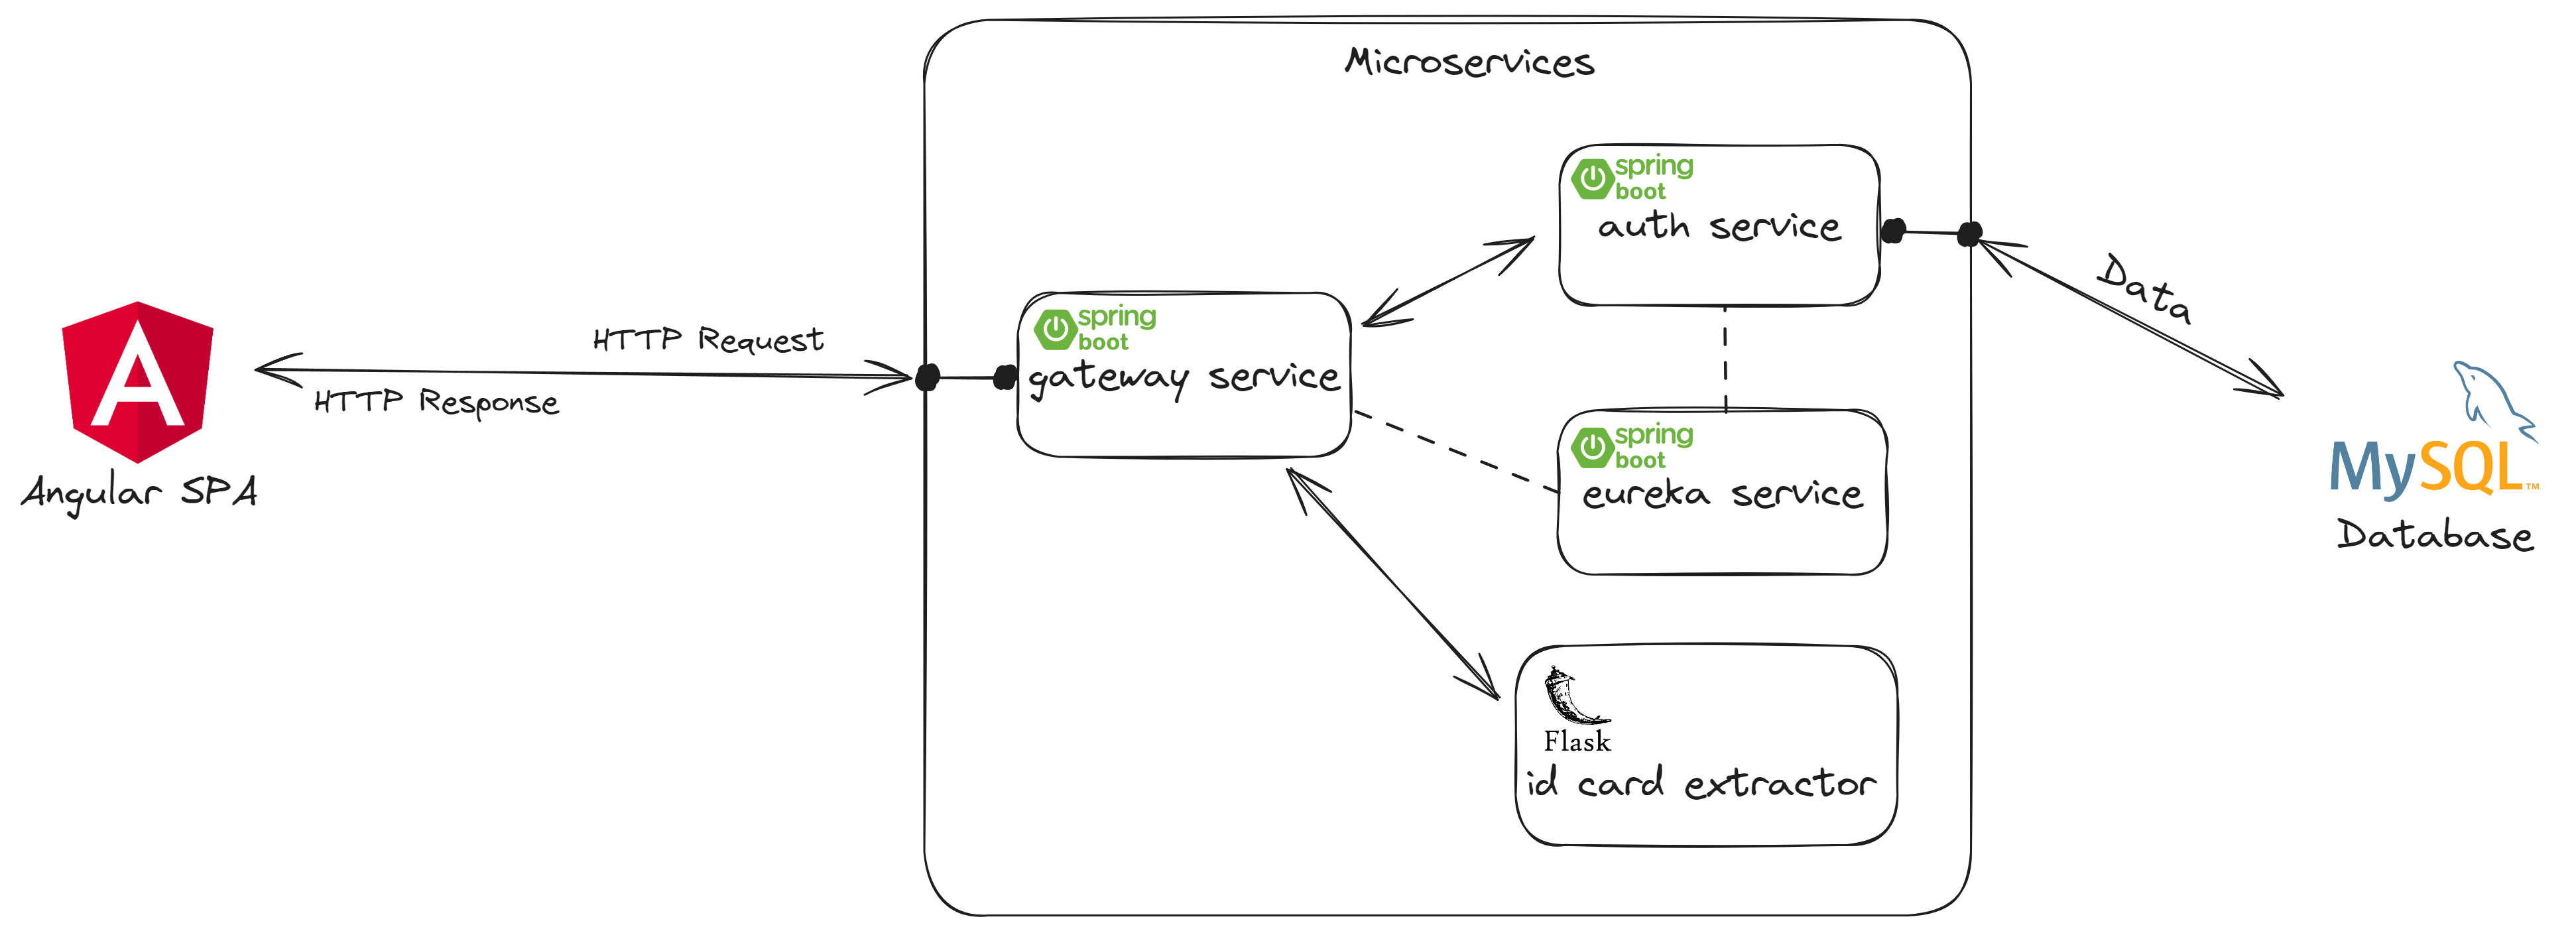 Microservices
spring
boot
auth service
Data
HTTP Request
HTTP Response
Angular SPA
spring
boot
gateway service
spring
boot
eureka service
MySQL™
Database
Flask
id card extractor